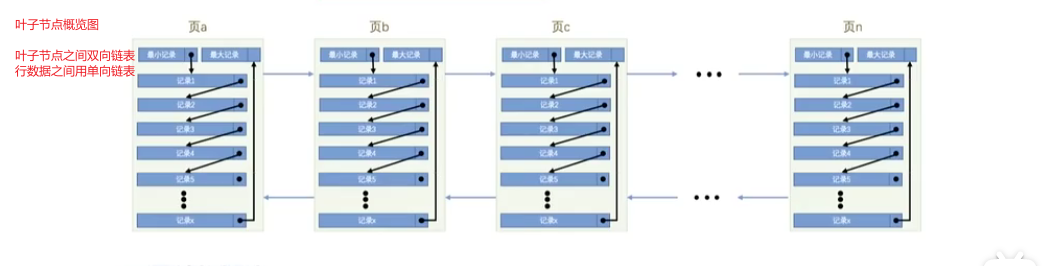 叶子节点概览图
页a
页b
页c
页n
叶子节点之间双向链表
行数据之间用单向链表
最小记录 最大记录
最小记录 最大记录
最小记录 最大记录
最小记录 最大记录
记录1
记录1
记录1
记录1
记录2
记录2
记录2
记录2
记录3
记录3
记录3
记录3
记录4
记录4
记录4
记录4
记录5
记录5
记录5
记录5
记录x
记录x
记录x
记录x